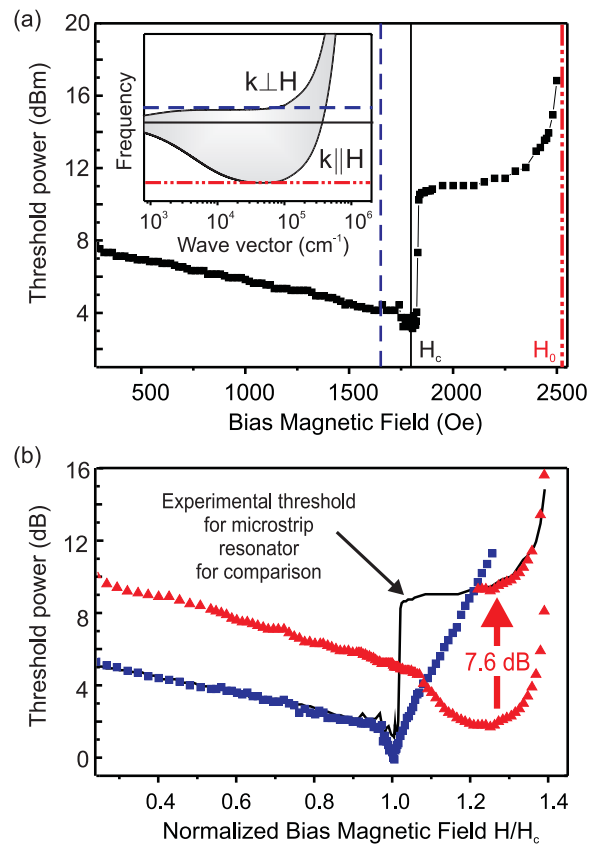 (a)
20
16
12
8
4
Threshold power (dBm)
k⊥H
k||H
Frequency
10³ 10⁴ 10⁵ 10⁶
Wave vector (cm⁻¹)
H꜀
H₀
500 1000 1500 2000 2500
Bias Magnetic Field (Oe)
(b)
16
12
8
4
0
Threshold power (dB)
Experimental threshold
for microstrip
resonator
for comparison
7.6 dB
0.4 0.6 0.8 1.0 1.2 1.4
Normalized Bias Magnetic Field H/H꜀